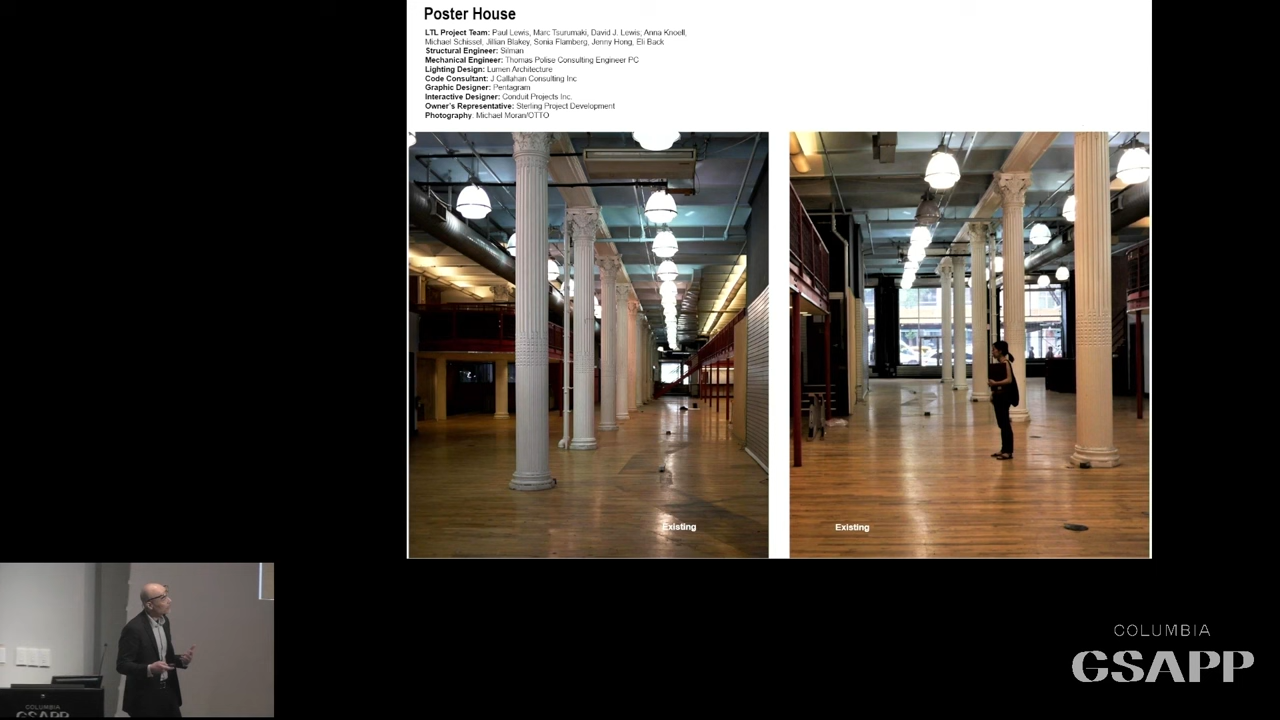 Poster House
LTL Project Team: Paul Lewis, Marc Tsurumaki, David J. Lewis; Anna Knoell,
Michael Schissel, Jillian Blakey, Sonia Flamberg, Jenny Hong, Eli Back
Structural Engineer: Silman
Mechanical Engineer: Thomas Polise Consulting Engineer PC
Lighting Design: Lumen Architecture
Code Consultant: J Callahan Consulting Inc
Graphic Designer: Pentagram
Interactive Designer: Conduit Projects Inc.
Owner's Representative: Sterling Project Development
Photography: Michael Moran/OTTO
Existing
Existing
COLUMBIA
GSAPP
COLUMBIA
GSAPP